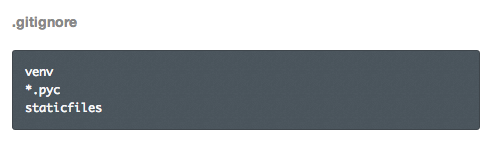 .gitignore
venv
*.pyc
staticfiles